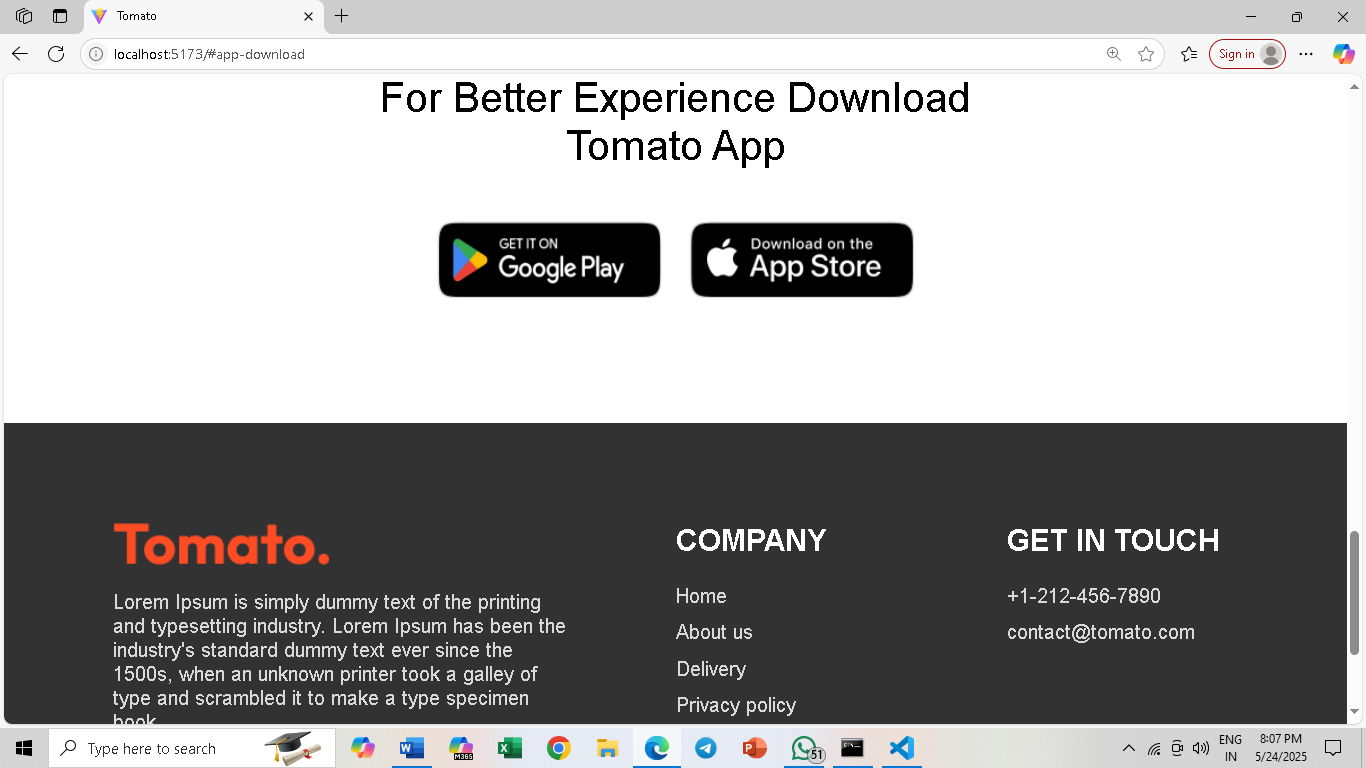 Tomato
localhost:5173/#app-download
Sign in
For Better Experience Download
Tomato App
GET IT ON
Google Play
Download on the
App Store
Tomato.
Lorem Ipsum is simply dummy text of the printing
and typesetting industry. Lorem Ipsum has been the
industry's standard dummy text ever since the
1500s, when an unknown printer took a galley of
type and scrambled it to make a type specimen
book.
COMPANY
Home
About us
Delivery
Privacy policy
GET IN TOUCH
+1-212-456-7890
contact@tomato.com
Type here to search
M365
51
ENG
IN
8:07 PM
5/24/2025